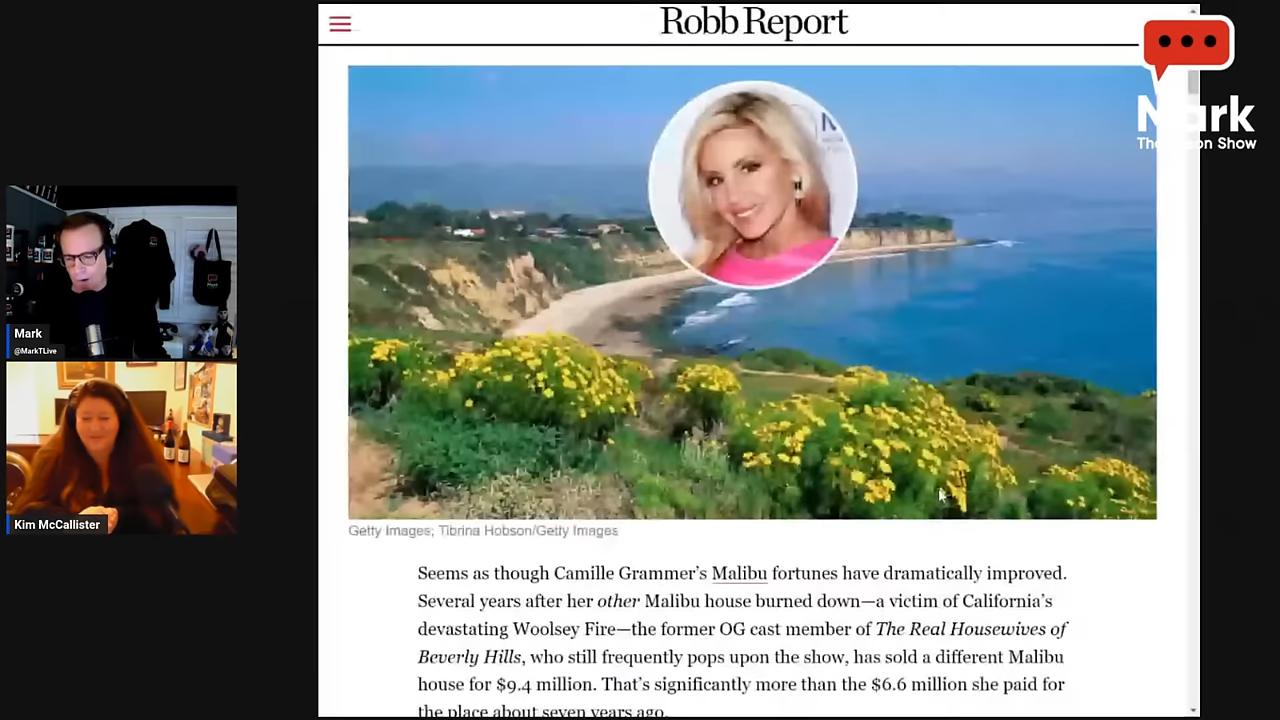 Robb Report
Mark
Mark
@MarkTLive
Kim McCallister
Getty Images; Tibrina Hobson/Getty Images
Seems as though Camille Grammer's Malibu fortunes have dramatically improved.
Several years after her other Malibu house burned down—a victim of California's
devastating Woolsey Fire—the former OG cast member of The Real Housewives of
Beverly Hills, who still frequently pops upon the show, has sold a different Malibu
house for $9.4 million. That's significantly more than the $6.6 million she paid for
the place about seven years ago.